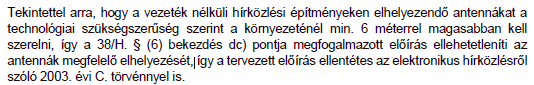 Tekintettel arra, hogy a vezeték nélküli hírközlési építményeken elhelyezendő antennákat a
technológiai szükségszerűség szerint a környezeténél min. 6 méterrel magasabban kell
szerelni, így a 38/H. § (6) bekezdés dc) pontja megfogalmazott előírás ellehetetleníti az
antennák megfelelő elhelyezését, így a tervezett előírás ellentétes az elektronikus hírközlésről
szóló 2003. évi C. törvénnyel is.